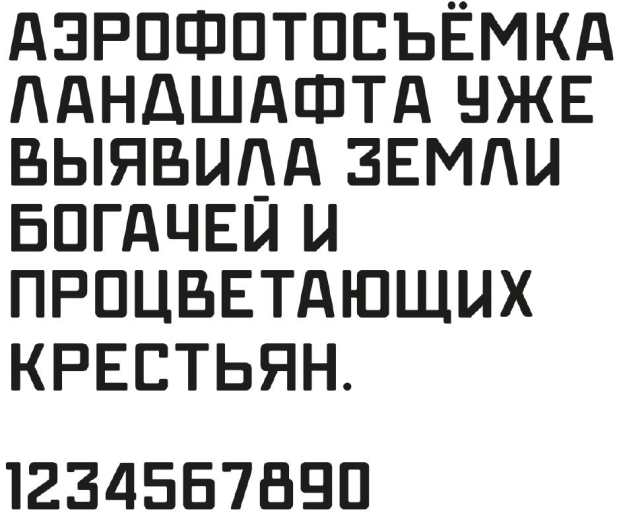 АЭРОФОТОСЪЁМКА
ЛАНДШАФТА УЖЕ
ВЫЯВИЛА ЗЕМЛИ
БОГАЧЕЙ И
ПРОЦВЕТАЮЩИХ
КРЕСТЬЯН.
1234567890